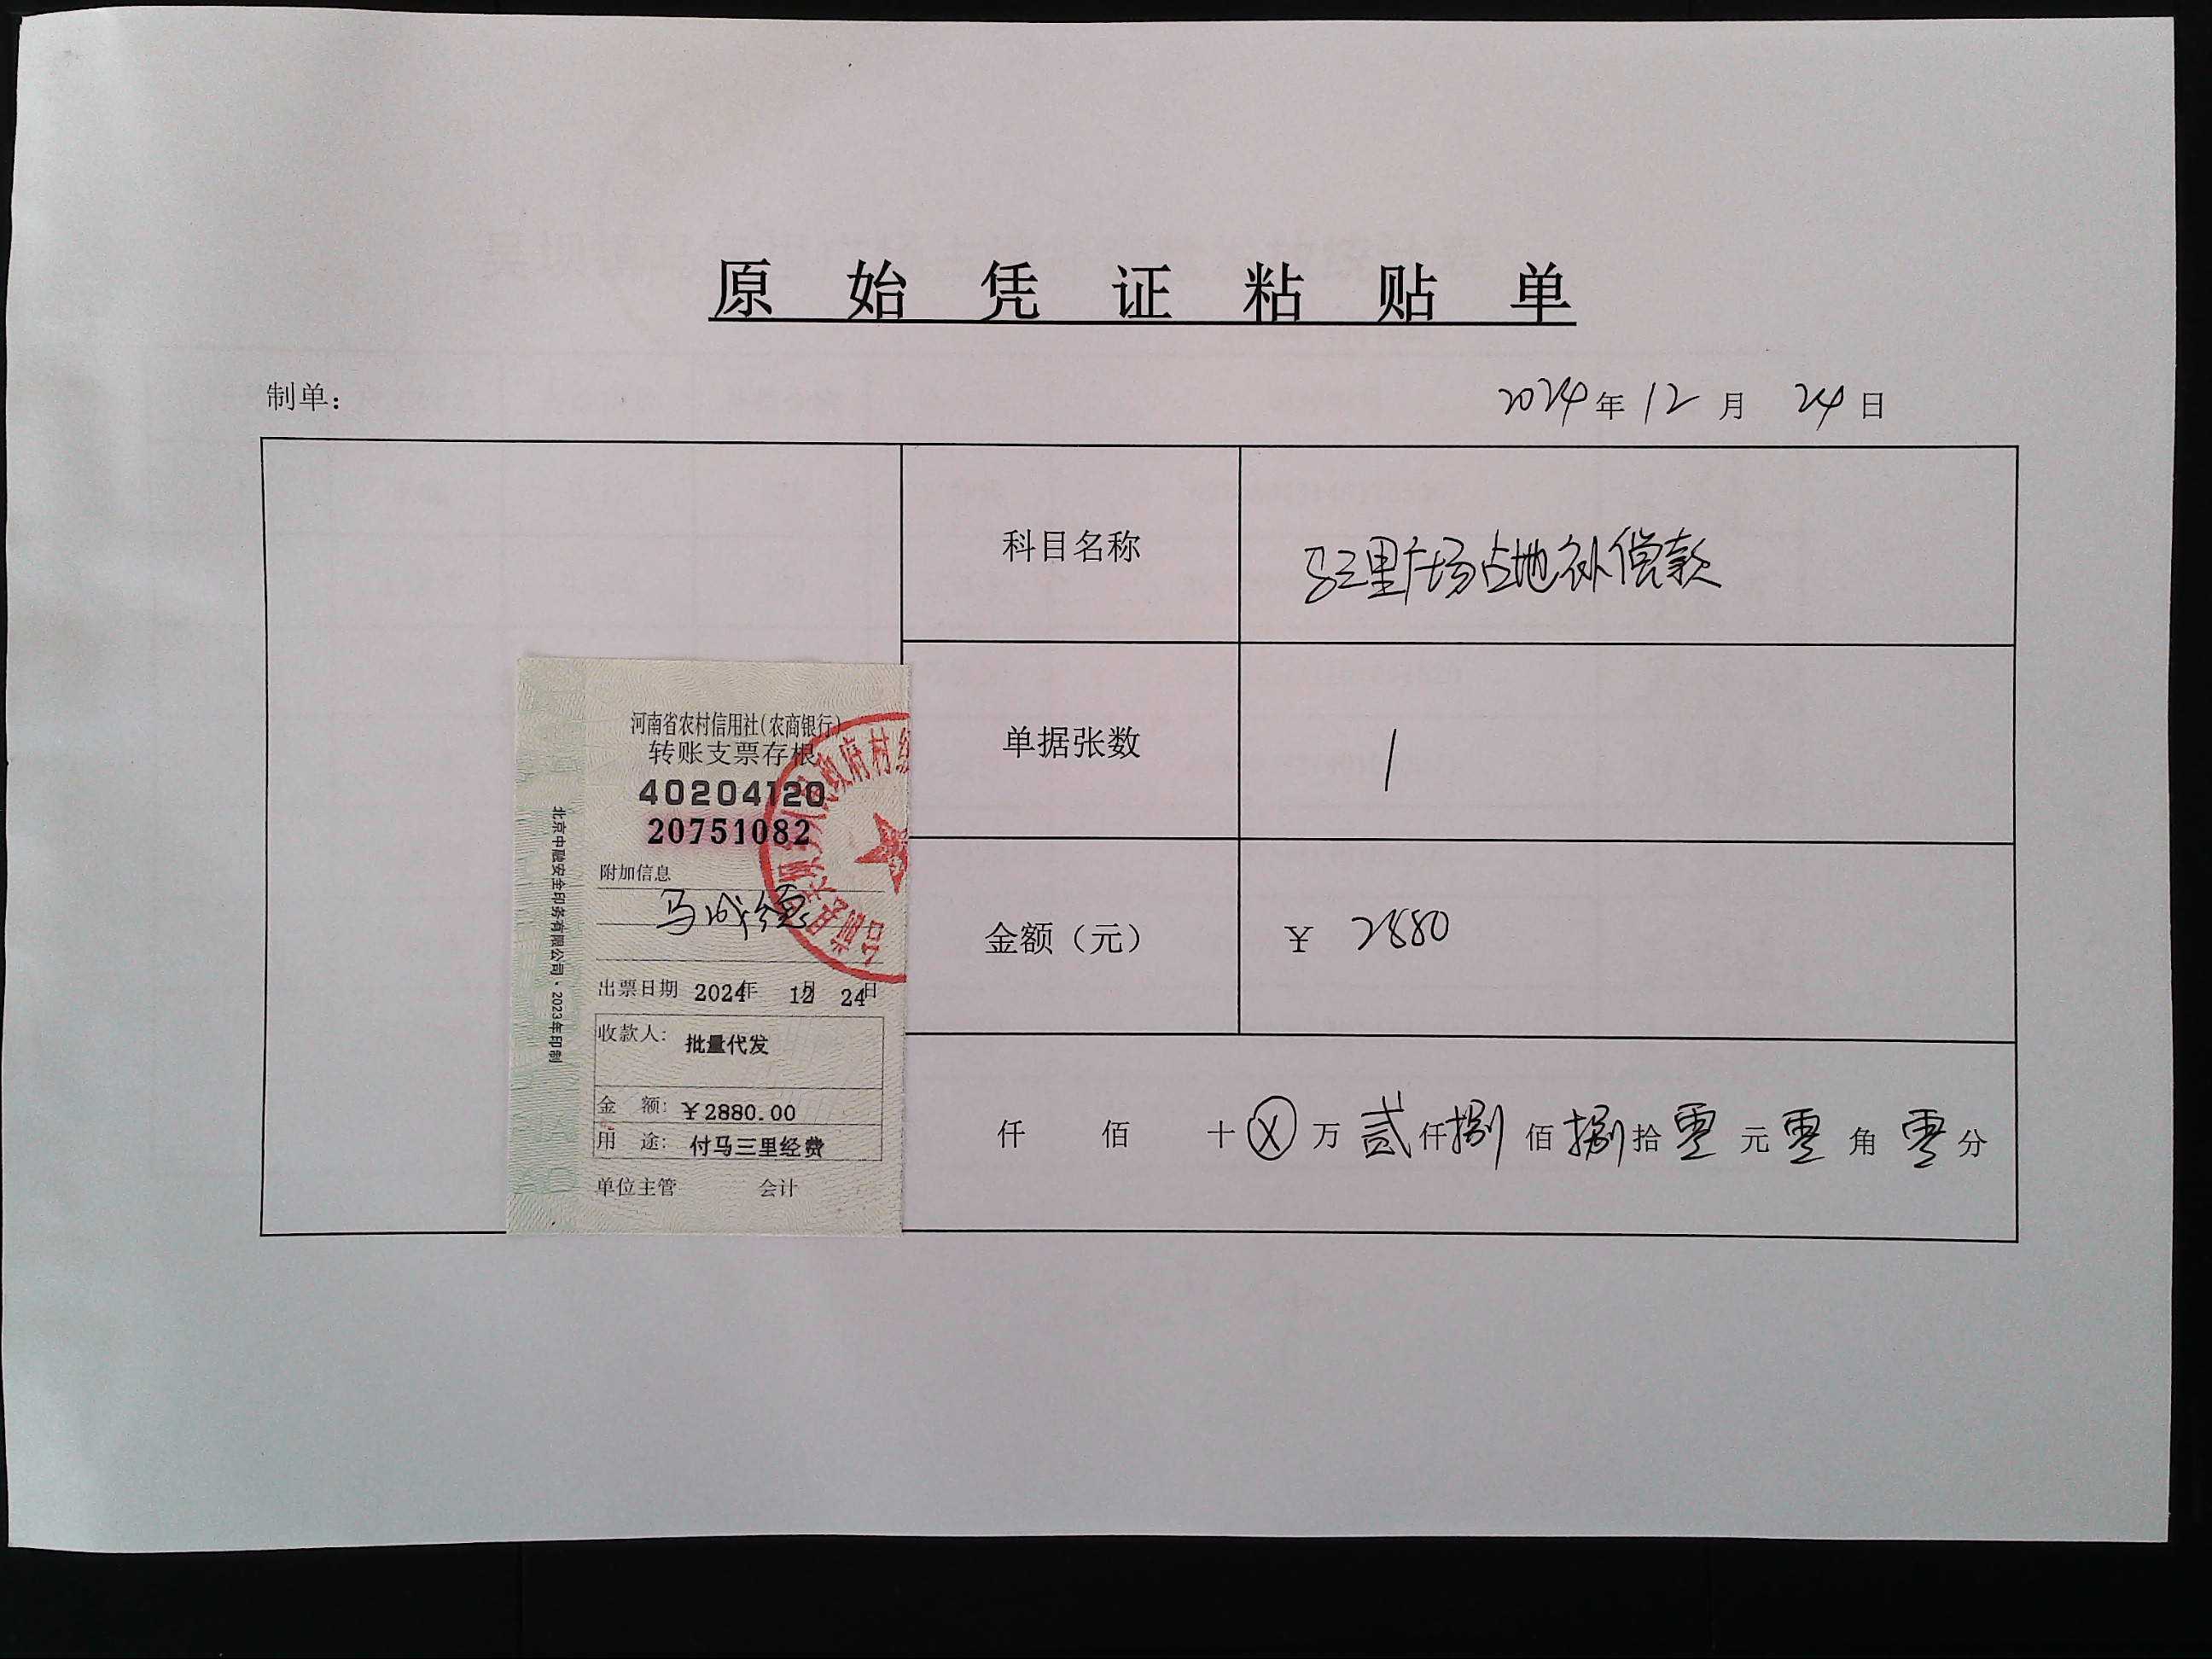 原始凭证粘贴单
制单：
2024年12月24日
科目名称
马三里广场占地补偿款
单据张数
1
金额（元）
¥ 2880
仟 佰 十ⓧ万贰仟捌佰捌拾零元零角零分
河南省农村信用社(农商银行)
转账支票存根
40204120
20751082
附加信息
马成德
出票日期 2024年 12月 24日
收款人: 批量代发
金 额: ¥2880.00
用 途: 付马三里经费
单位主管 会计
北京中融安全印务有限公司·2023年印制